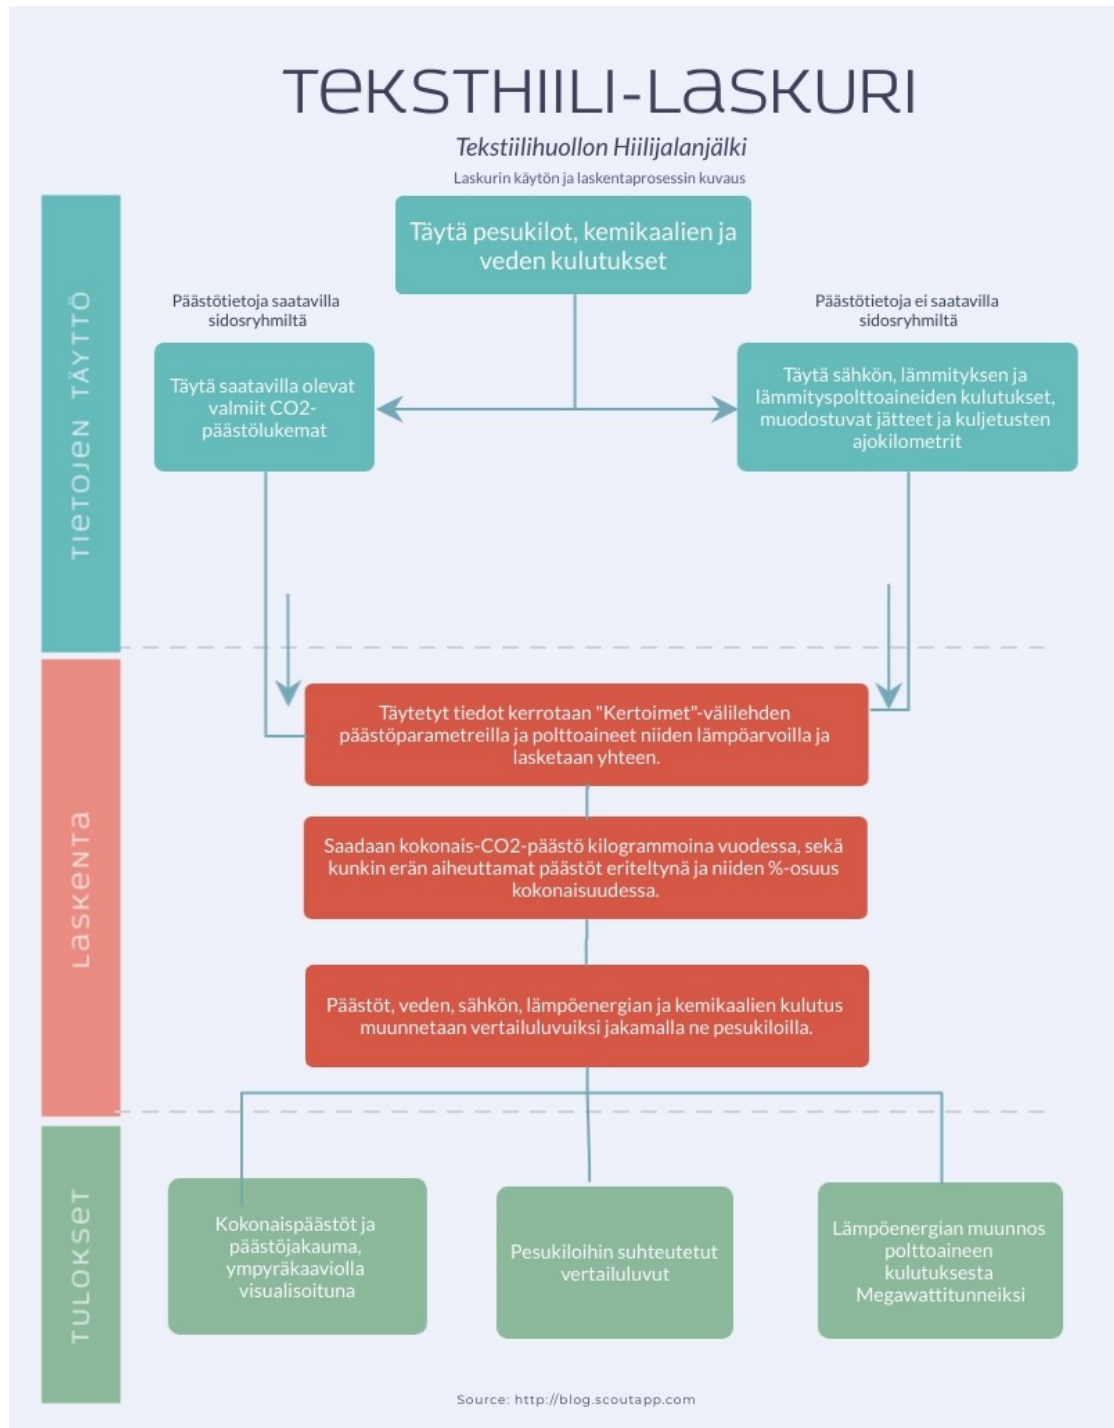 TEKSTHIILI-LASKURI
Tekstiilihuollon Hiilijalanjälki
Laskurin käytön ja laskentaprosessin kuvaus
TIETOJEN TÄYTTÖ
Täytä pesukilot, kemikaalien ja
veden kulutukset
Päästötietoja saatavilla
sidosryhmiltä
Päästötietoja ei saatavilla
sidosryhmiltä
Täytä saatavilla olevat
valmiit CO2-
päästölukemat
Täytä sähkön, lämmityksen ja
lämmityspolttoaineiden kulutukset,
muodostuvat jätteet ja kuljetusten
ajokilometrit
LASKENTA
Täytetyt tiedot kerrotaan "Kertoimet"-välilehden
päästöparametreilla ja polttoaineet niiden lämpöarvoilla ja
lasketaan yhteen.
Saadaan kokonais-CO2-päästö kilogrammoina vuodessa, sekä
kunkin erän aiheuttamat päästöt eriteltynä ja niiden %-osuus
kokonaisuudessa.
Päästöt, veden, sähkön, lämpöenergian ja kemikaalien kulutus
muunnetaan vertailuluvuiksi jakamalla ne pesukiloilla.
TULOKSET
Kokonaispäästöt ja
päästöjakauma,
ympyräkaaviolla
visualisoituna
Pesukiloihin suhteutetut
vertailuluvut
Lämpöenergian muunnos
polttoaineen
kulutuksesta
Megawattitunneiksi
Source: http://blog.scoutapp.com